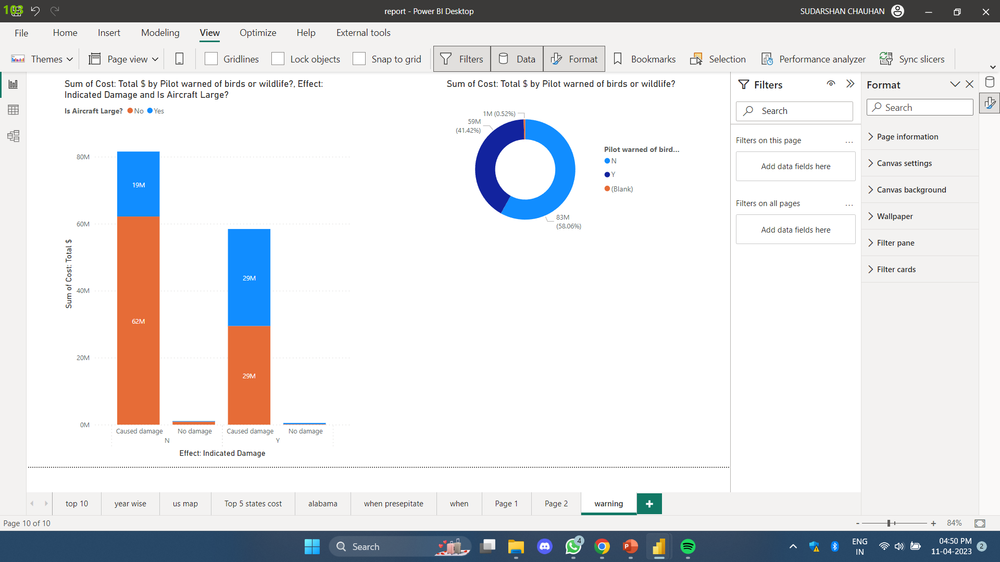 103
report - Power BI Desktop
SUDARSHAN CHAUHAN
File Home Insert Modeling View Optimize Help External tools
Themes Page view Gridlines Lock objects Snap to grid Filters Data Format Bookmarks Selection Performance analyzer Sync slicers
Sum of Cost: Total $ by Pilot warned of birds or wildlife?, Effect:
Indicated Damage and Is Aircraft Large?
Is Aircraft Large? No Yes
80M
60M
40M
20M
0M
Sum of Cost: Total $
19M
62M
29M
29M
Caused damage No damage Caused damage No damage
N Y
Effect: Indicated Damage
Sum of Cost: Total $ by Pilot warned of birds or wildlife?
1M (0.52%)
59M
(41.42%)
83M
(58.06%)
Pilot warned of bird...
N
Y
(Blank)
Filters
Search
Filters on this page ...
Add data fields here
Filters on all pages ...
Add data fields here
Format
Search
Page information
Canvas settings
Canvas background
Wallpaper
Filter pane
Filter cards
top 10 year wise us map Top 5 states cost alabama when presepitate when Page 1 Page 2 warning +
Page 10 of 10
- + 84%
Search
4
ENG
IN
04:50 PM
11-04-2023
2